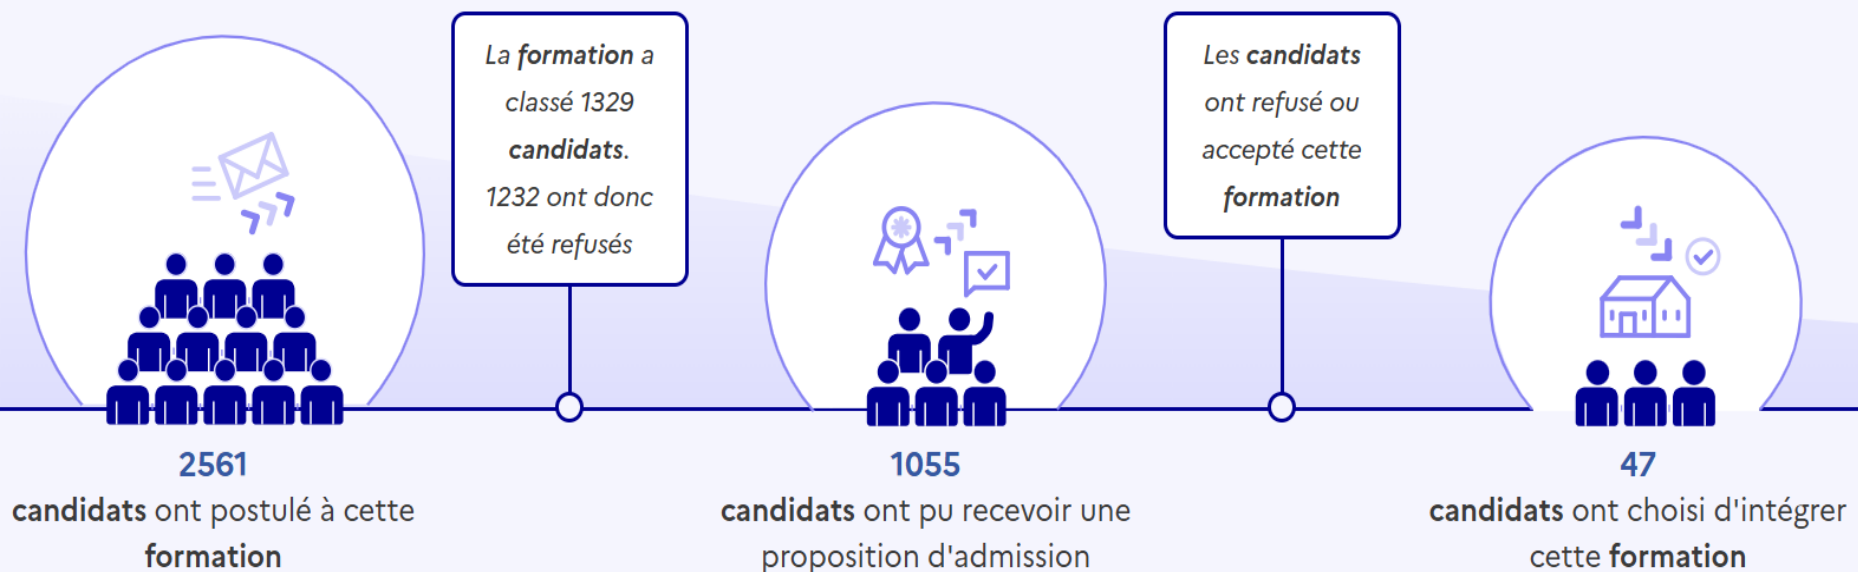 La formation a
classé 1329
candidats.
1232 ont donc
été refusés
Les candidats
ont refusé ou
accepté cette
formation
2561
candidats ont postulé à cette
formation
1055
candidats ont pu recevoir une
proposition d'admission
47
candidats ont choisi d'intégrer
cette formation